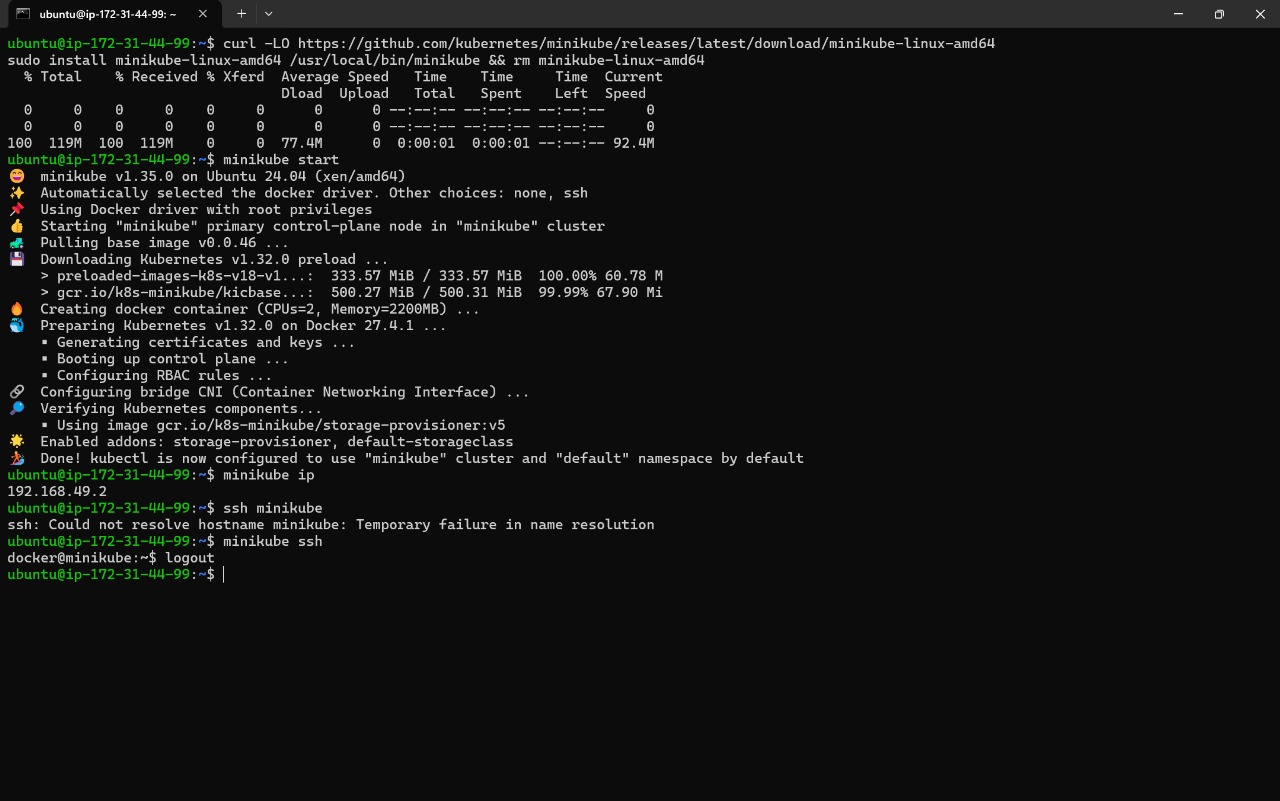 ubuntu@ip-172-31-44-99: ~
ubuntu@ip-172-31-44-99:~$ curl -LO https://github.com/kubernetes/minikube/releases/latest/download/minikube-linux-amd64
sudo install minikube-linux-amd64 /usr/local/bin/minikube && rm minikube-linux-amd64
  % Total    % Received % Xferd  Average Speed   Time    Time     Time  Current
                                 Dload  Upload   Total   Spent    Left  Speed
  0     0    0     0    0     0      0      0 --:--:-- --:--:-- --:--:--     0
  0     0    0     0    0     0      0      0 --:--:-- --:--:-- --:--:--     0
100  119M  100  119M    0     0  77.4M      0  0:00:01  0:00:01 --:--:-- 92.4M
ubuntu@ip-172-31-44-99:~$ minikube start
😄  minikube v1.35.0 on Ubuntu 24.04 (xen/amd64)
✨  Automatically selected the docker driver. Other choices: none, ssh
📌  Using Docker driver with root privileges
👍  Starting "minikube" primary control-plane node in "minikube" cluster
🚜  Pulling base image v0.0.46 ...
💾  Downloading Kubernetes v1.32.0 preload ...
    > preloaded-images-k8s-v18-v1...:  333.57 MiB / 333.57 MiB  100.00% 60.78 M
    > gcr.io/k8s-minikube/kicbase...:  500.27 MiB / 500.31 MiB  99.99% 67.90 Mi
🔥  Creating docker container (CPUs=2, Memory=2200MB) ...
🐳  Preparing Kubernetes v1.32.0 on Docker 27.4.1 ...
    ▪ Generating certificates and keys ...
    ▪ Booting up control plane ...
    ▪ Configuring RBAC rules ...
🔗  Configuring bridge CNI (Container Networking Interface) ...
🔎  Verifying Kubernetes components...
    ▪ Using image gcr.io/k8s-minikube/storage-provisioner:v5
🌟  Enabled addons: storage-provisioner, default-storageclass
🏄  Done! kubectl is now configured to use "minikube" cluster and "default" namespace by default
ubuntu@ip-172-31-44-99:~$ minikube ip
192.168.49.2
ubuntu@ip-172-31-44-99:~$ ssh minikube
ssh: Could not resolve hostname minikube: Temporary failure in name resolution
ubuntu@ip-172-31-44-99:~$ minikube ssh
docker@minikube:~$ logout
ubuntu@ip-172-31-44-99:~$